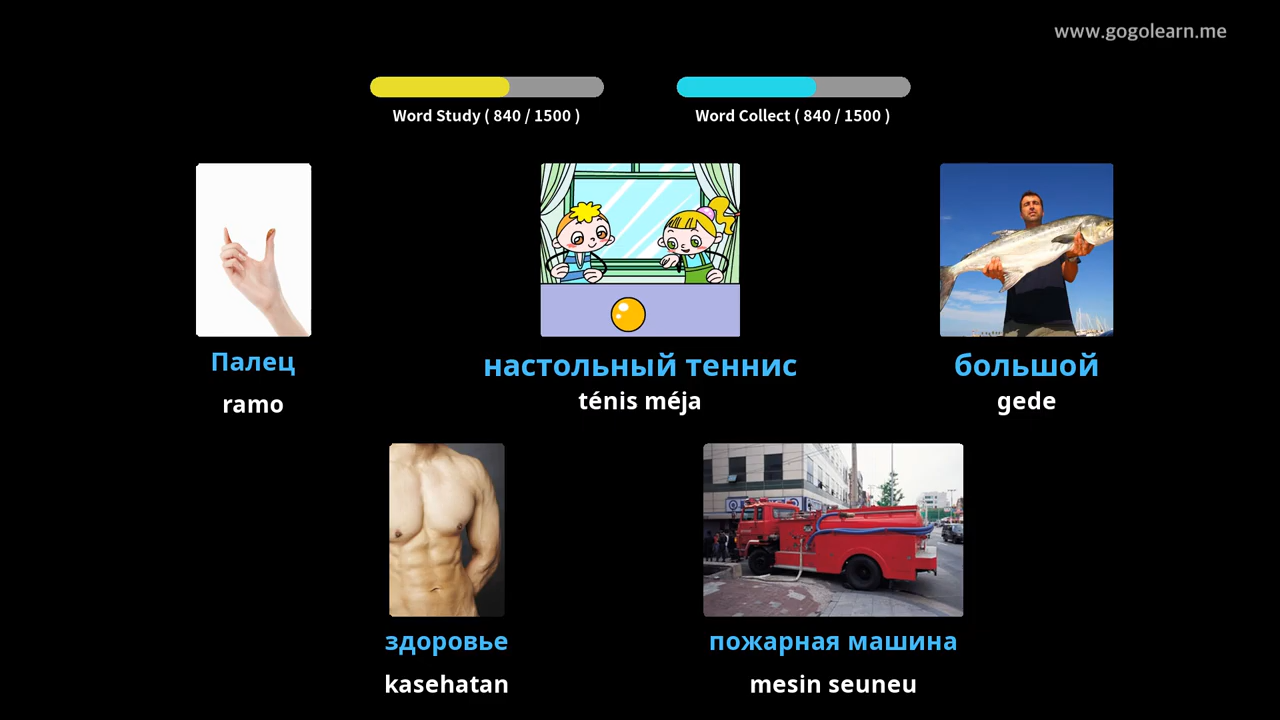 www.gogolearn.me
Word Study ( 840 / 1500 )
Word Collect ( 840 / 1500 )
Палец
ramo
настольный теннис
ténis méja
большой
gede
здоровье
kasehatan
пожарная машина
mesin seuneu